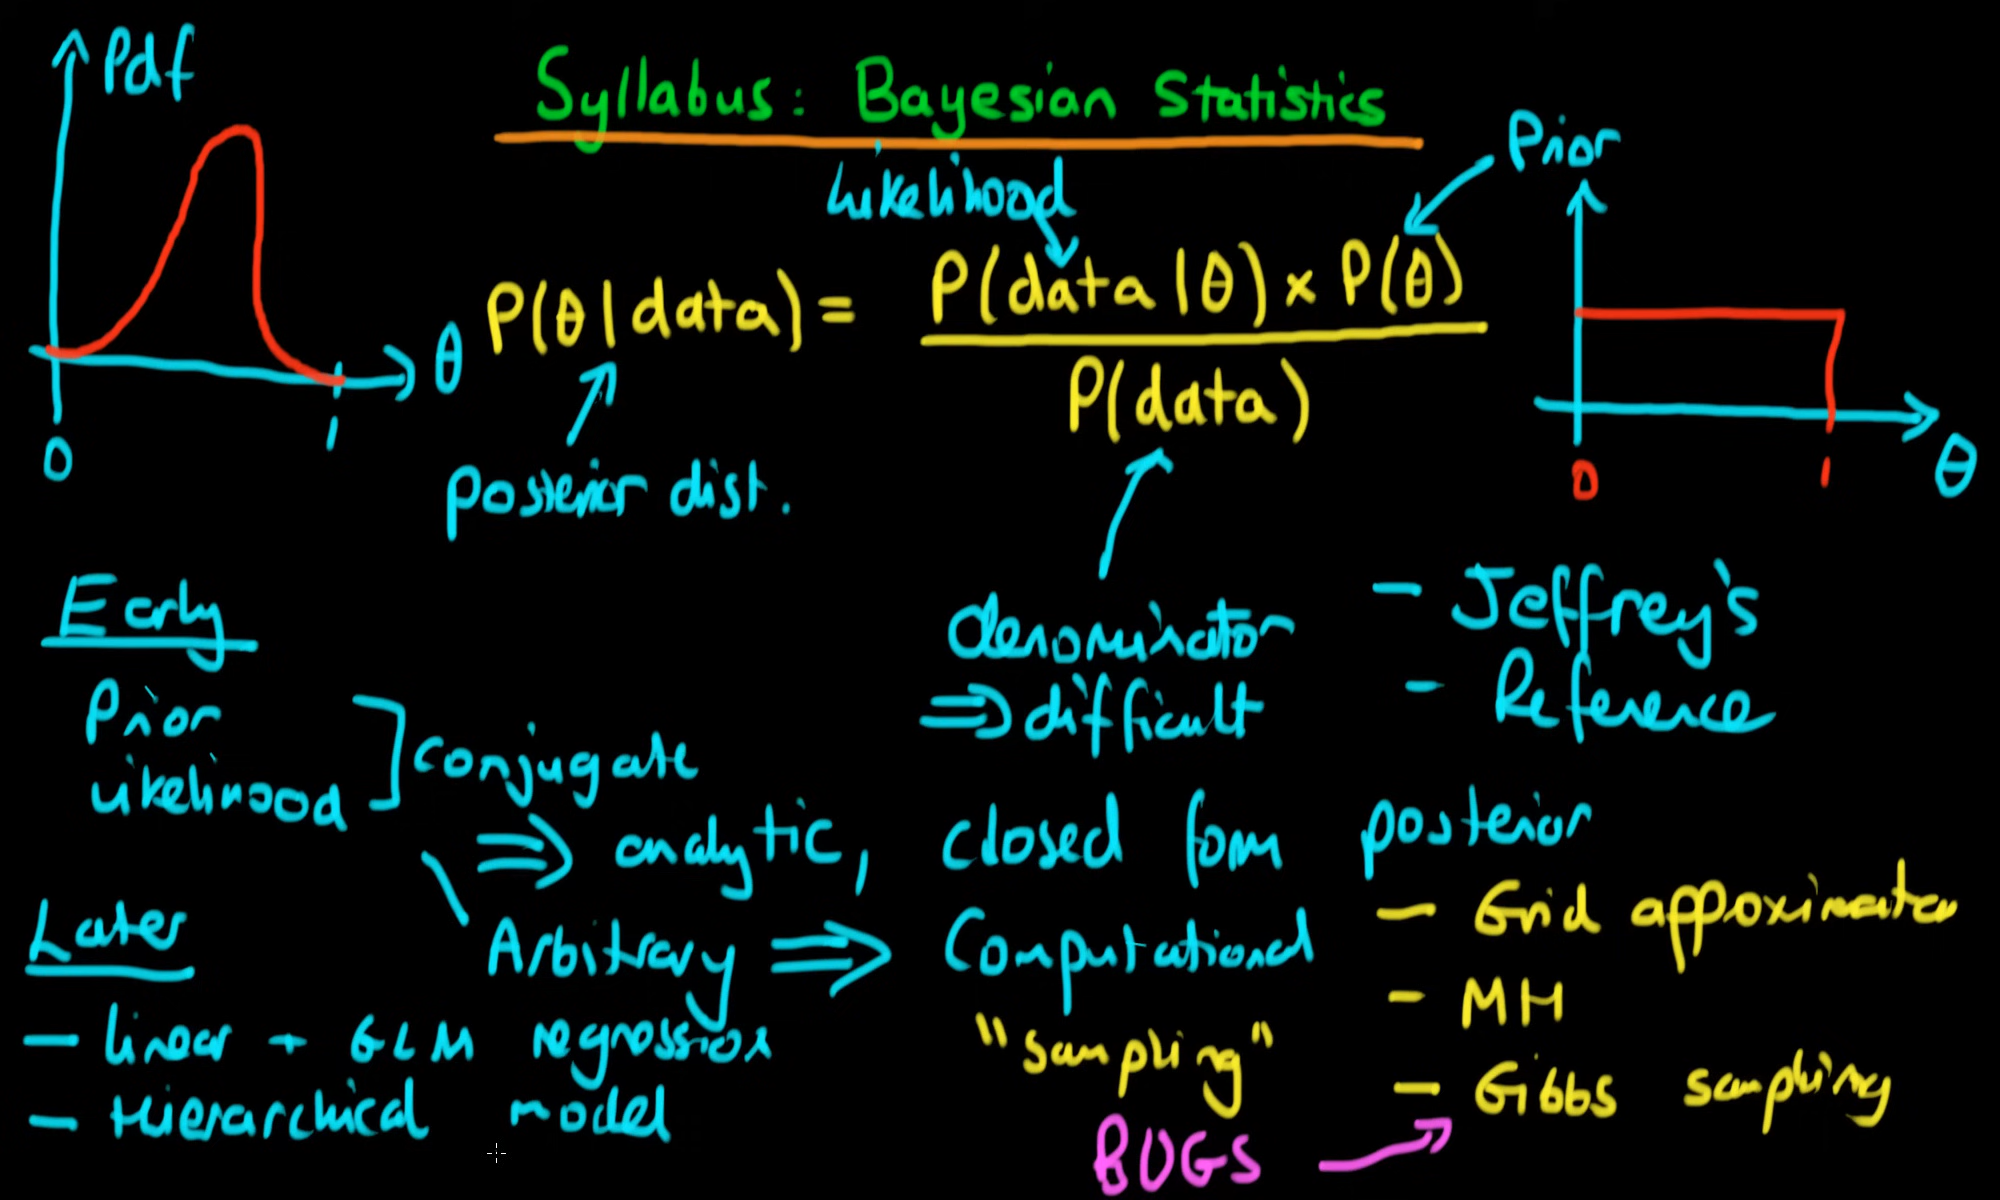 Pdf
Syllabus: Bayesian Statistics
Likelihood
Prior
P(θ|data) = P(data|θ) × P(θ)
P(data)
θ
0
1
posterior dist.
0
1
θ
Early
Prior
Likelihood
Conjugate
⇒ analytic, closed form posterior
denominator
⇒ difficult
- Jeffrey's
- Reference
Arbitrary ⇒ Computational
"sampling"
- Grid approximation
- MH
- Gibbs sampling
BUGS
Later
- linear + GLM regression
- Hierarchical model